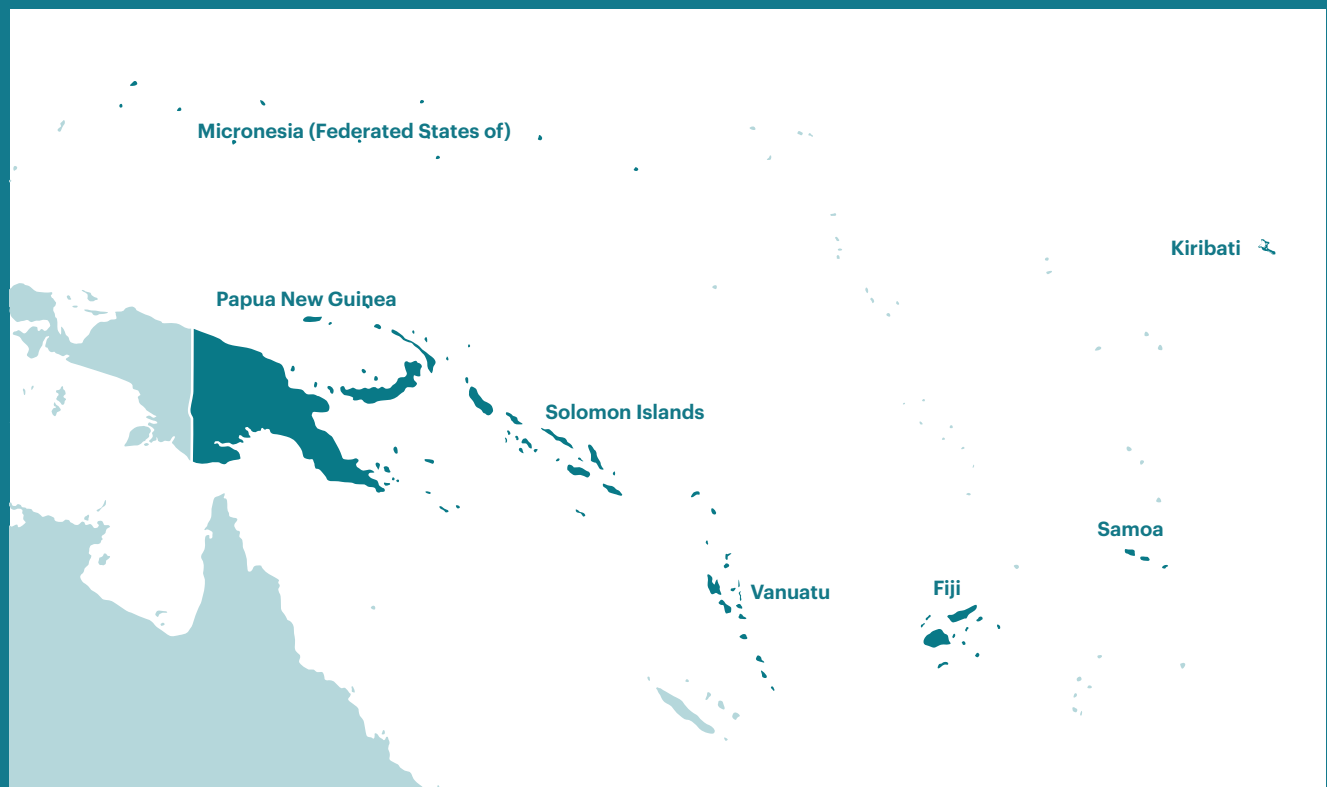 Micronesia (Federated States of)
Kiribati
Papua New Guinea
Solomon Islands
Samoa
Fiji
Vanuatu